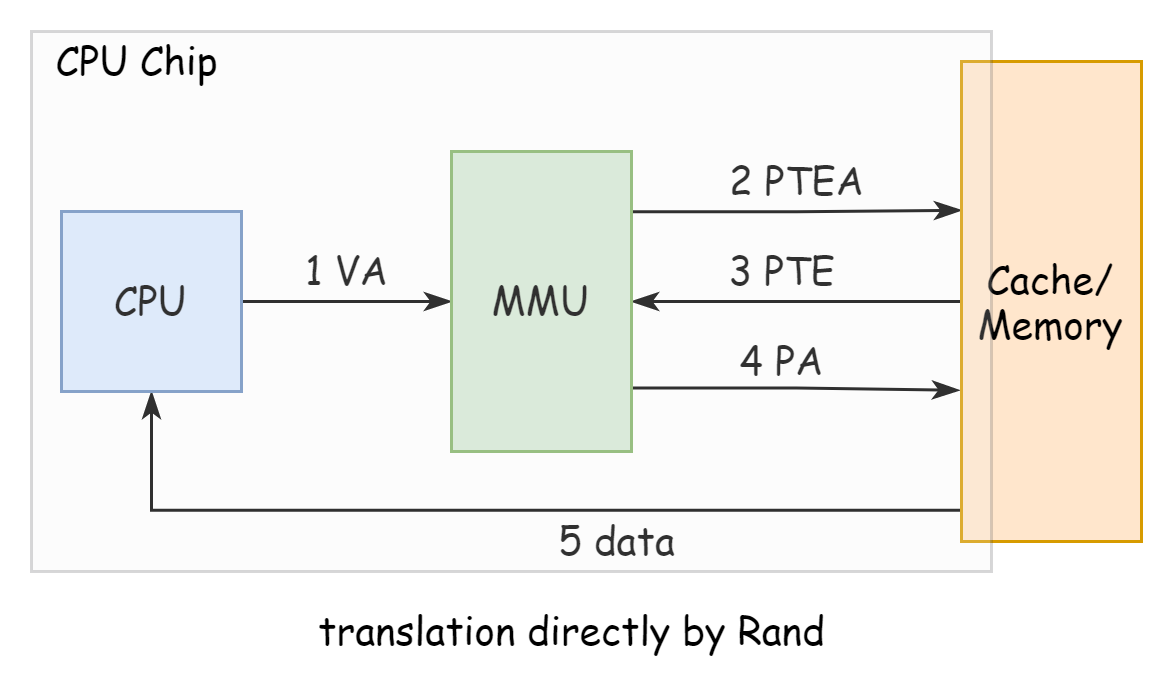 CPU Chip
2 PTEA
1 VA
3 PTE
CPU
MMU
Cache/
Memory
4 PA
5 data
translation directly by Rand